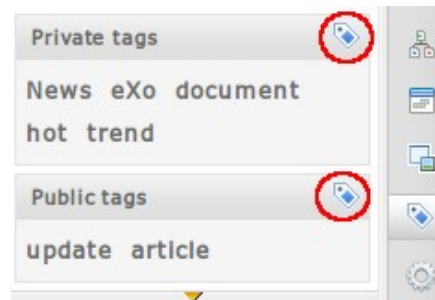 Private tags
News eXo document
hot trend
Public tags
update article